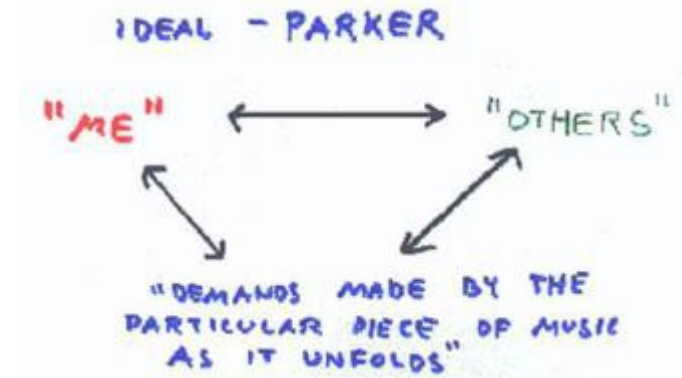 IDEAL - PARKER
"ME"
"OTHERS"
"DEMANDS MADE BY THE
PARTICULAR PIECE OF MUSIC
AS IT UNFOLDS"